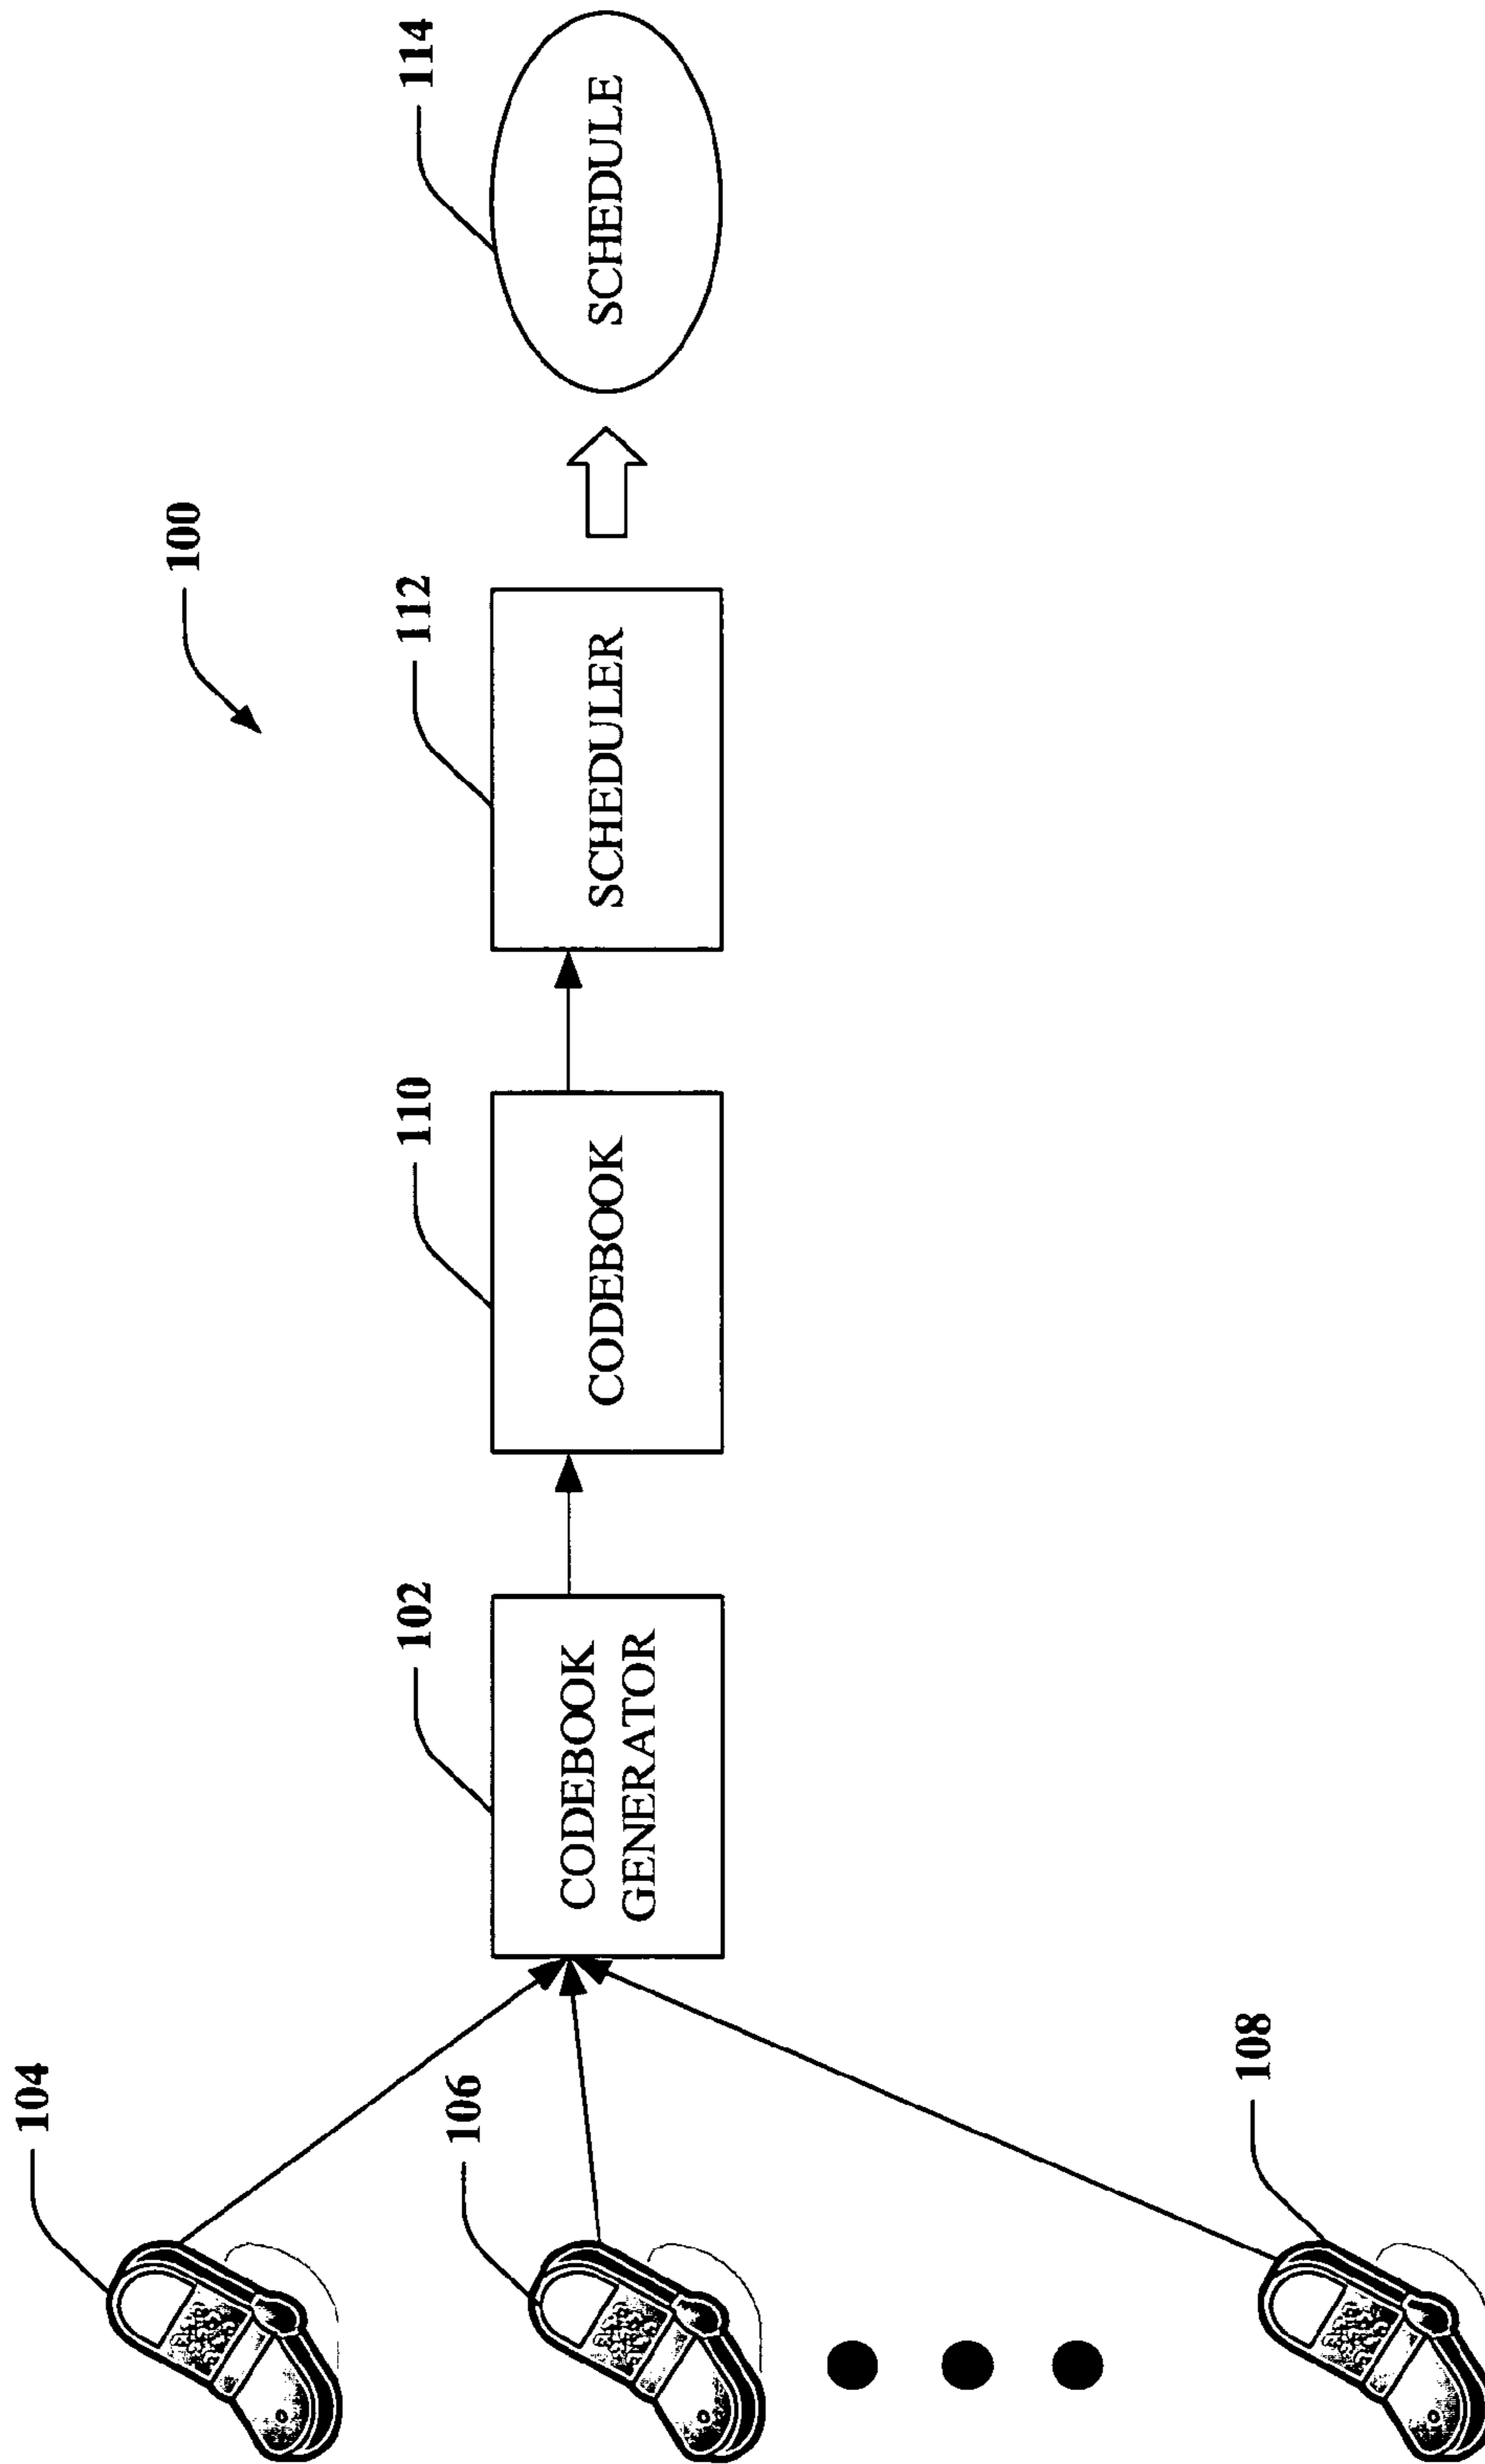 100
104
102
110
112
114
CODEBOOK
GENERATOR
CODEBOOK
SCHEDULER
SCHEDULE
106
108